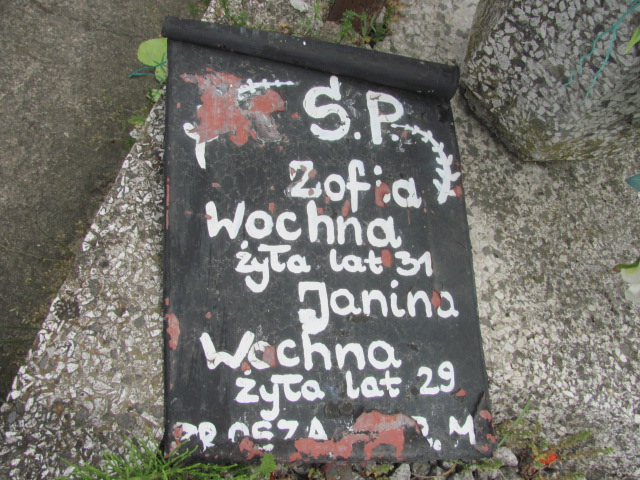 Ś.P.
Zofia
Wochna
żyła lat 31
Janina
Wochna
żyła lat 29